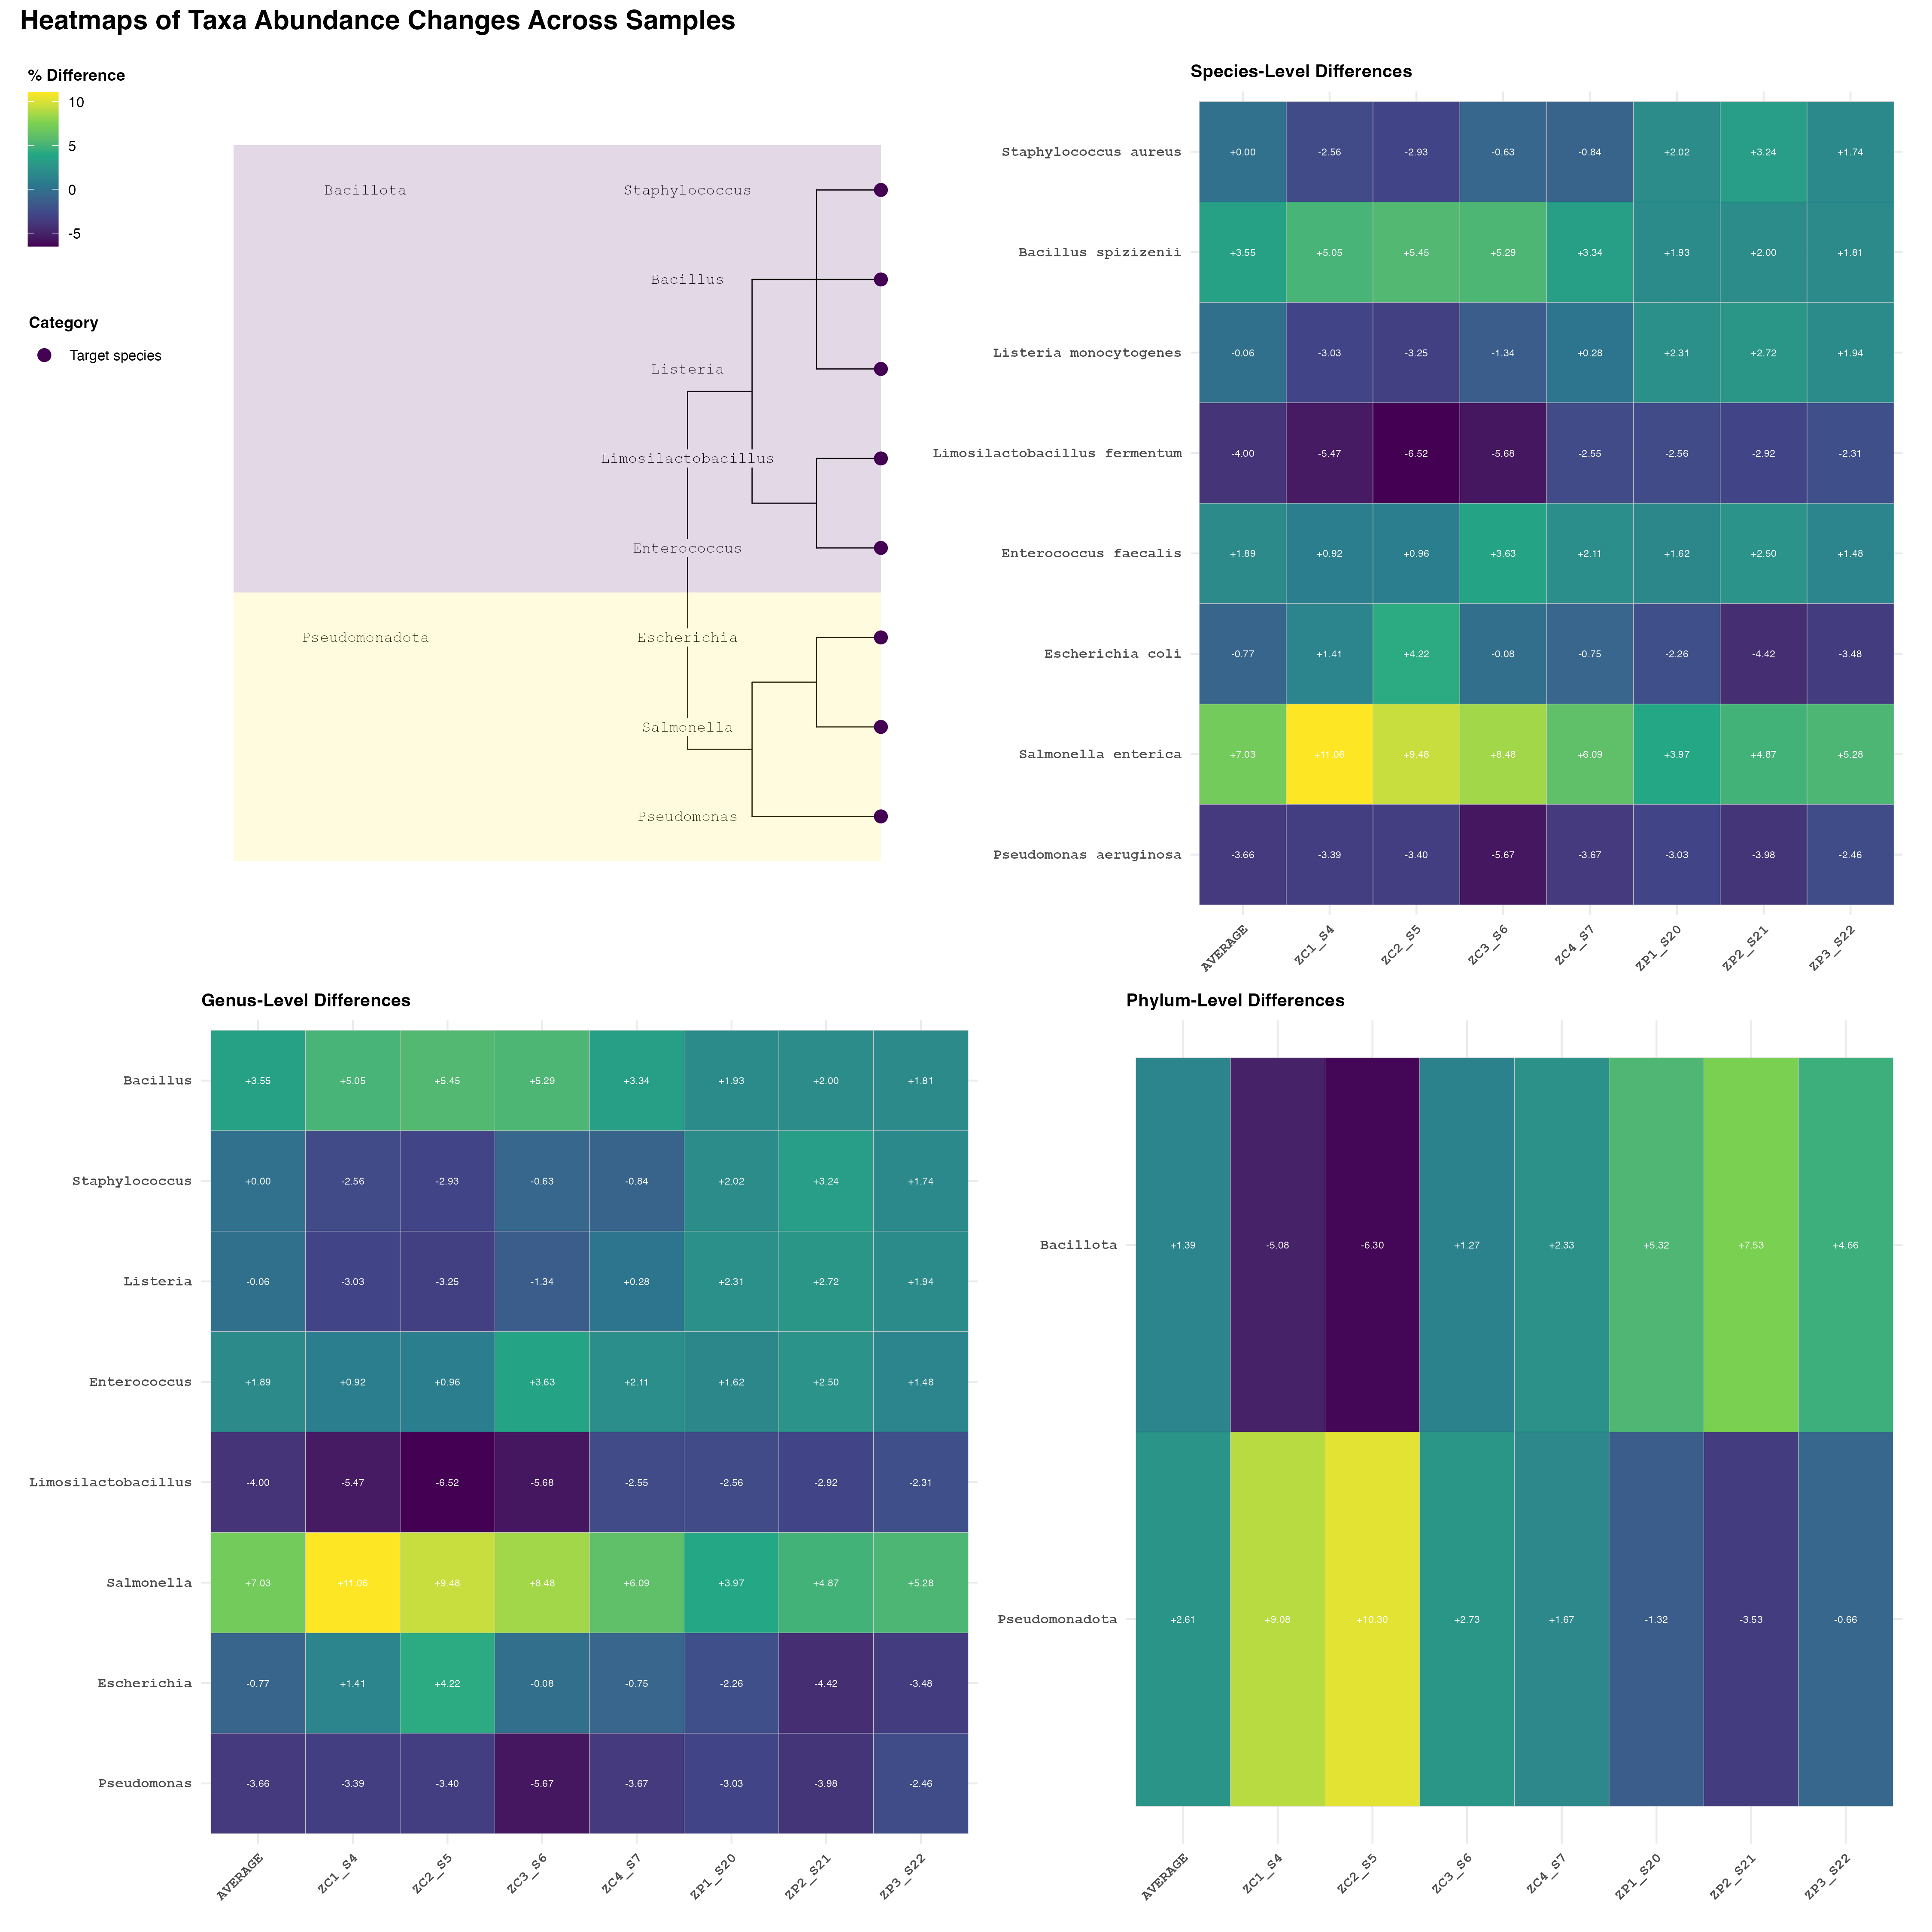 Heatmaps of Taxa Abundance Changes Across Samples
% Difference
10
5
0
-5
Category
Target species
Bacillota
Staphylococcus
Bacillus
Listeria
Limosilactobacillus
Enterococcus
Pseudomonadota
Escherichia
Salmonella
Pseudomonas
Species-Level Differences
Staphylococcus aureus +0.00 -2.56 -2.93 -0.63 -0.84 +2.02 +3.24 +1.74
Bacillus spizizenii +3.55 +5.05 +5.45 +5.29 +3.34 +1.93 +2.00 +1.81
Listeria monocytogenes -0.06 -3.03 -3.25 -1.34 +0.28 +2.31 +2.72 +1.94
Limosilactobacillus fermentum -4.00 -5.47 -6.52 -5.68 -2.55 -2.56 -2.92 -2.31
Enterococcus faecalis +1.89 +0.92 +0.96 +3.63 +2.11 +1.62 +2.50 +1.48
Escherichia coli -0.77 +1.41 +4.22 -0.08 -0.75 -2.26 -4.42 -3.48
Salmonella enterica +7.03 +11.06 +9.48 +8.48 +6.09 +3.97 +4.87 +5.28
Pseudomonas aeruginosa -3.66 -3.39 -3.40 -5.67 -3.67 -3.03 -3.98 -2.46
AVERAGE ZC1_S4 ZC2_S5 ZC3_S6 ZC4_S7 ZP1_S20 ZP2_S21 ZP3_S22
Genus-Level Differences
Bacillus +3.55 +5.05 +5.45 +5.29 +3.34 +1.93 +2.00 +1.81
Staphylococcus +0.00 -2.56 -2.93 -0.63 -0.84 +2.02 +3.24 +1.74
Listeria -0.06 -3.03 -3.25 -1.34 +0.28 +2.31 +2.72 +1.94
Enterococcus +1.89 +0.92 +0.96 +3.63 +2.11 +1.62 +2.50 +1.48
Limosilactobacillus -4.00 -5.47 -6.52 -5.68 -2.55 -2.56 -2.92 -2.31
Salmonella +7.03 +11.06 +9.48 +8.48 +6.09 +3.97 +4.87 +5.28
Escherichia -0.77 +1.41 +4.22 -0.08 -0.75 -2.26 -4.42 -3.48
Pseudomonas -3.66 -3.39 -3.40 -5.67 -3.67 -3.03 -3.98 -2.46
AVERAGE ZC1_S4 ZC2_S5 ZC3_S6 ZC4_S7 ZP1_S20 ZP2_S21 ZP3_S22
Phylum-Level Differences
Bacillota +1.39 -5.08 -6.30 +1.27 +2.33 +5.32 +7.53 +4.66
Pseudomonadota +2.61 +9.08 +10.30 +2.73 +1.67 -1.32 -3.53 -0.66
AVERAGE ZC1_S4 ZC2_S5 ZC3_S6 ZC4_S7 ZP1_S20 ZP2_S21 ZP3_S22